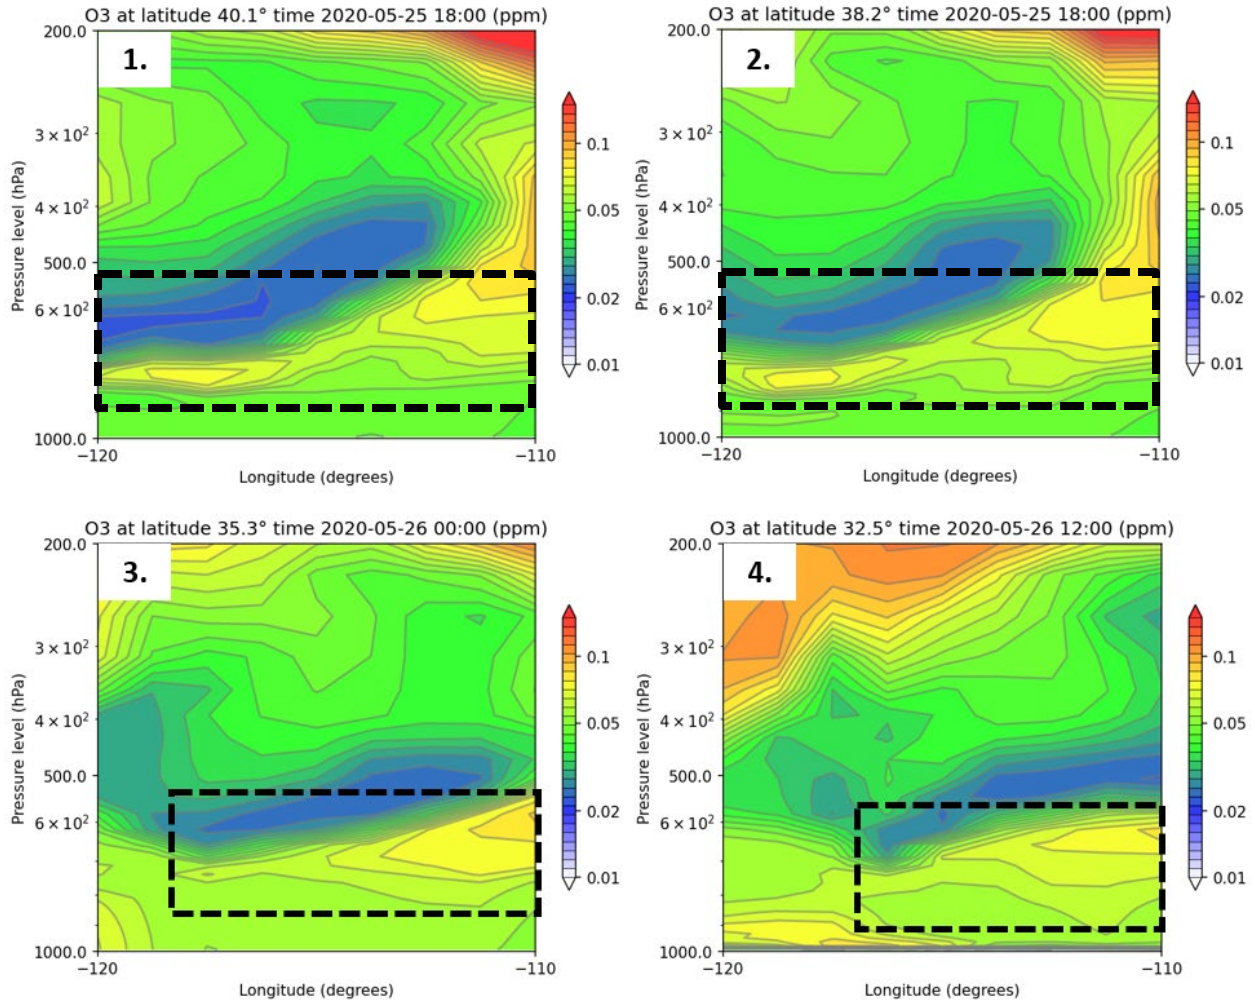 O3 at latitude 40.1° time 2020-05-25 18:00 (ppm)
1.
200.0
3 × 10²
4 × 10²
500.0
6 × 10²
1000.0
Pressure level (hPa)
−120
−110
Longitude (degrees)
0.1
0.05
0.02
0.01
O3 at latitude 38.2° time 2020-05-25 18:00 (ppm)
2.
200.0
3 × 10²
4 × 10²
500.0
6 × 10²
1000.0
Pressure level (hPa)
−120
−110
Longitude (degrees)
0.1
0.05
0.02
0.01
O3 at latitude 35.3° time 2020-05-26 00:00 (ppm)
3.
200.0
3 × 10²
4 × 10²
500.0
6 × 10²
1000.0
Pressure level (hPa)
−120
−110
Longitude (degrees)
0.1
0.05
0.02
0.01
O3 at latitude 32.5° time 2020-05-26 12:00 (ppm)
4.
200.0
3 × 10²
4 × 10²
500.0
6 × 10²
1000.0
Pressure level (hPa)
−120
−110
Longitude (degrees)
0.1
0.05
0.02
0.01